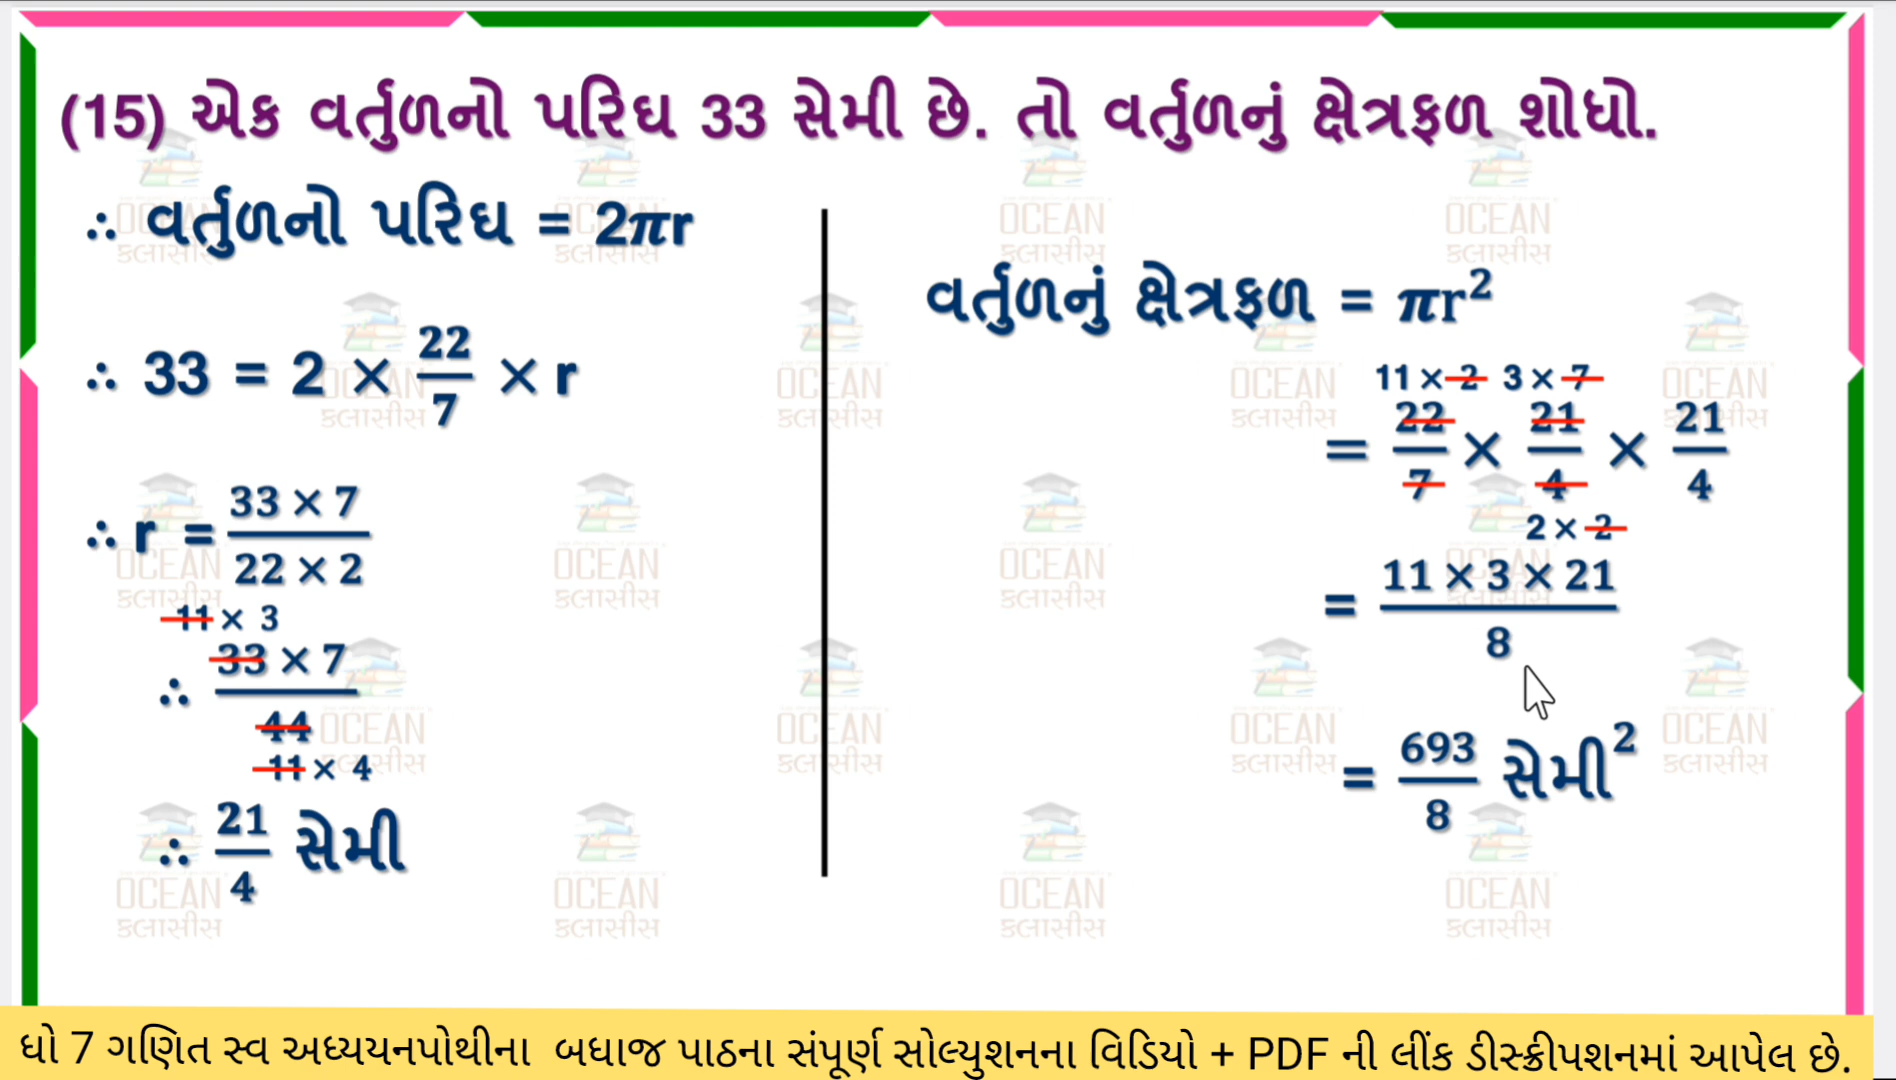 (15) એક વર્તુળનો પરિઘ 33 સેમી છે. તો વર્તુળનું ક્ષેત્રફળ શોધો.
∴ વર્તુળનો પરિઘ = 2𝝅r
∴ 33 = 2 × 22/7 × r
∴ r = 33 × 7 / 22 × 2
11 × 3
∴ 33 × 7 / 44
11 × 4
∴ 21/4 સેમી
વર્તુળનું ક્ષેત્રફળ = 𝝅r²
11 × 2 3 × 7
= 22/7 × 21/4 × 21/4
2 × 2
= 11 × 3 × 21 / 8
= 693/8 સેમી²
OCEAN
ક્લાસીસ
ધો 7 ગણિત સ્વ અધ્યયનપોથીના બધાજ પાઠના સંપૂર્ણ સોલ્યુશનના વિડિયો + PDF ની લીંક ડીસ્ક્રીપશનમાં આપેલ છે.